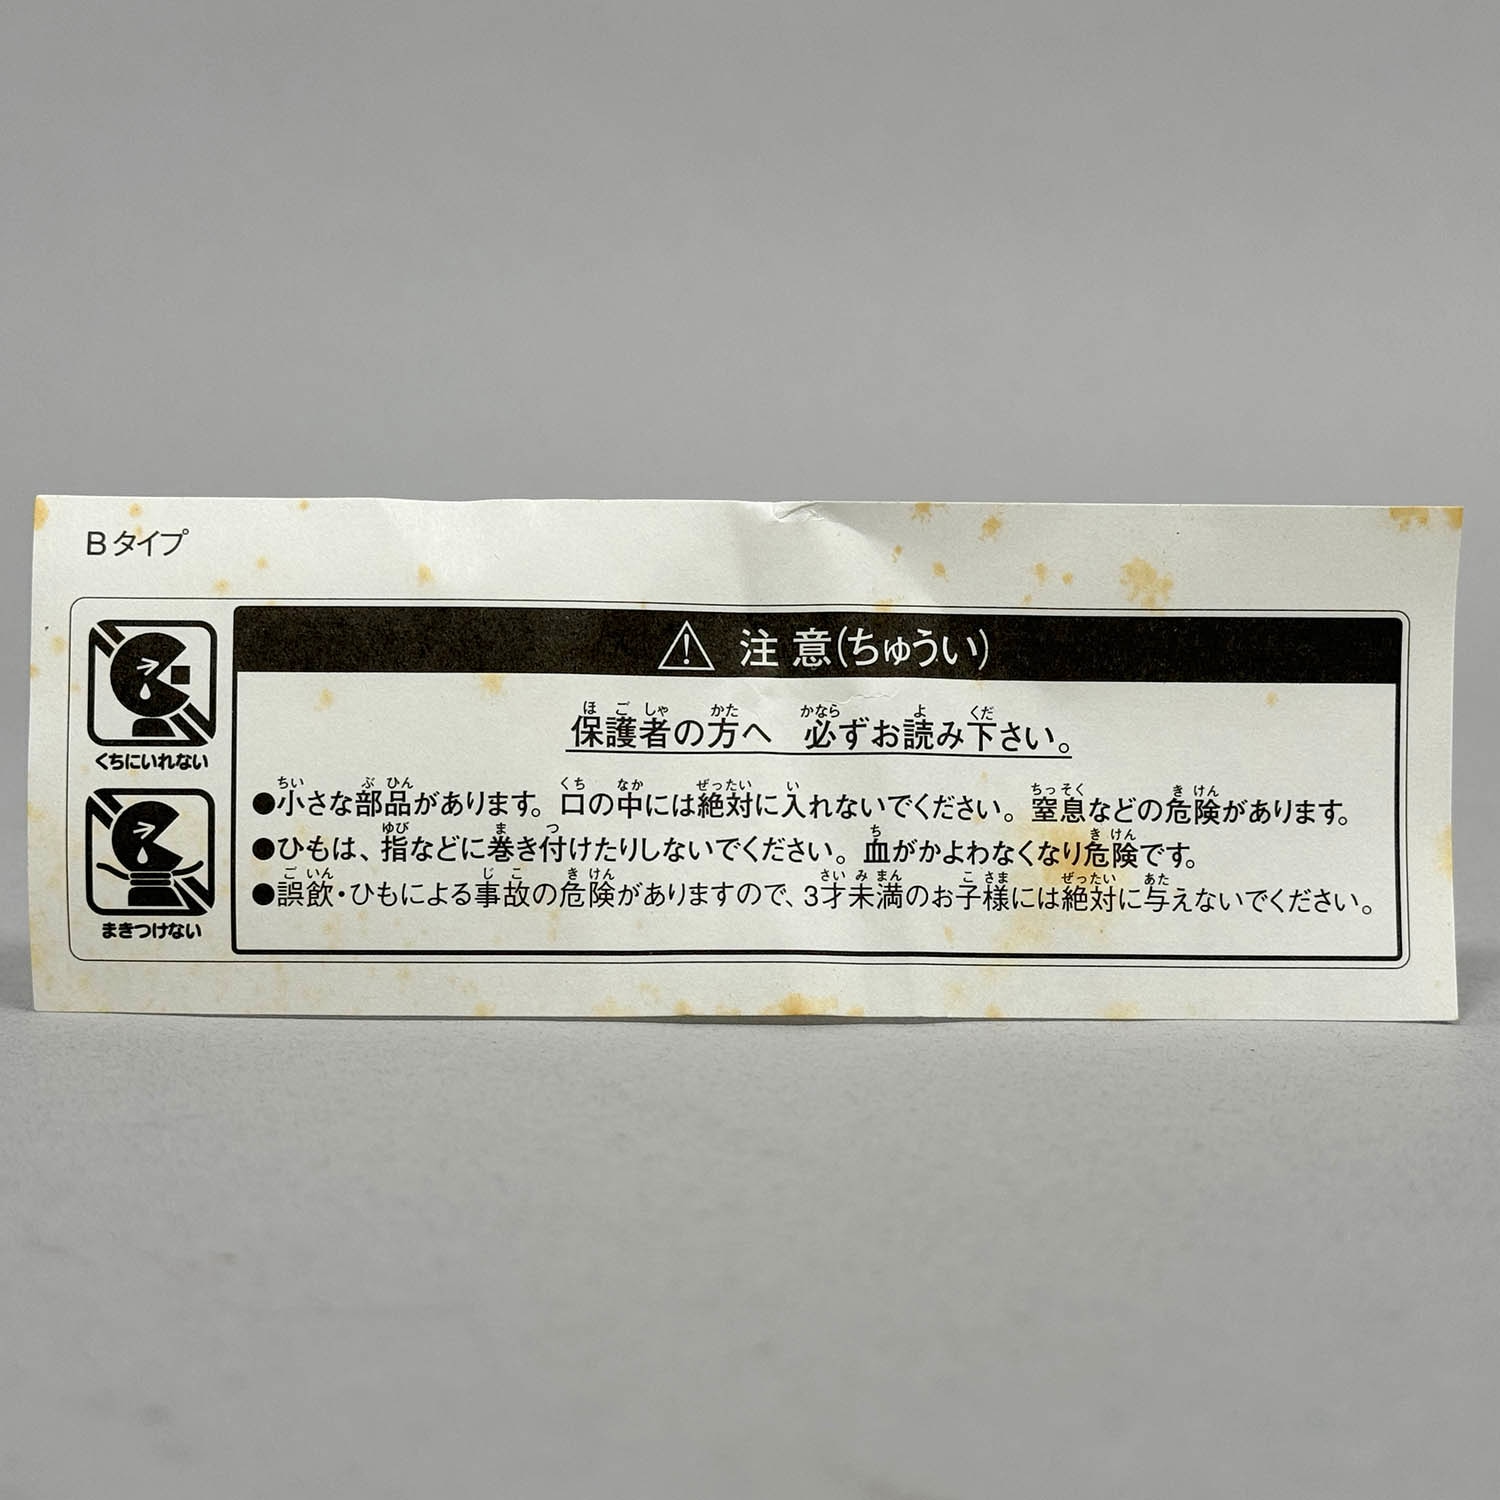 Bタイプ
くちにいれない
まきつけない
注意(ちゅうい)
保護者の方へ 必ずお読み下さい。
●小さな部品があります。口の中には絶対に入れないでください。窒息などの危険があります。
●ひもは、指などに巻き付けたりしないでください。血がかよわなくなり危険です。
●誤飲・ひもによる事故の危険がありますので、3才未満のお子様には絶対に与えないでください。